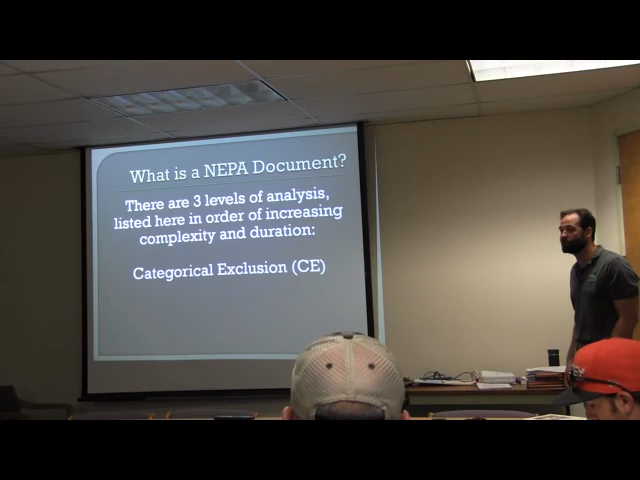 What is a NEPA Document?
There are 3 levels of analysis,
listed here in order of increasing
complexity and duration:
Categorical Exclusion (CE)